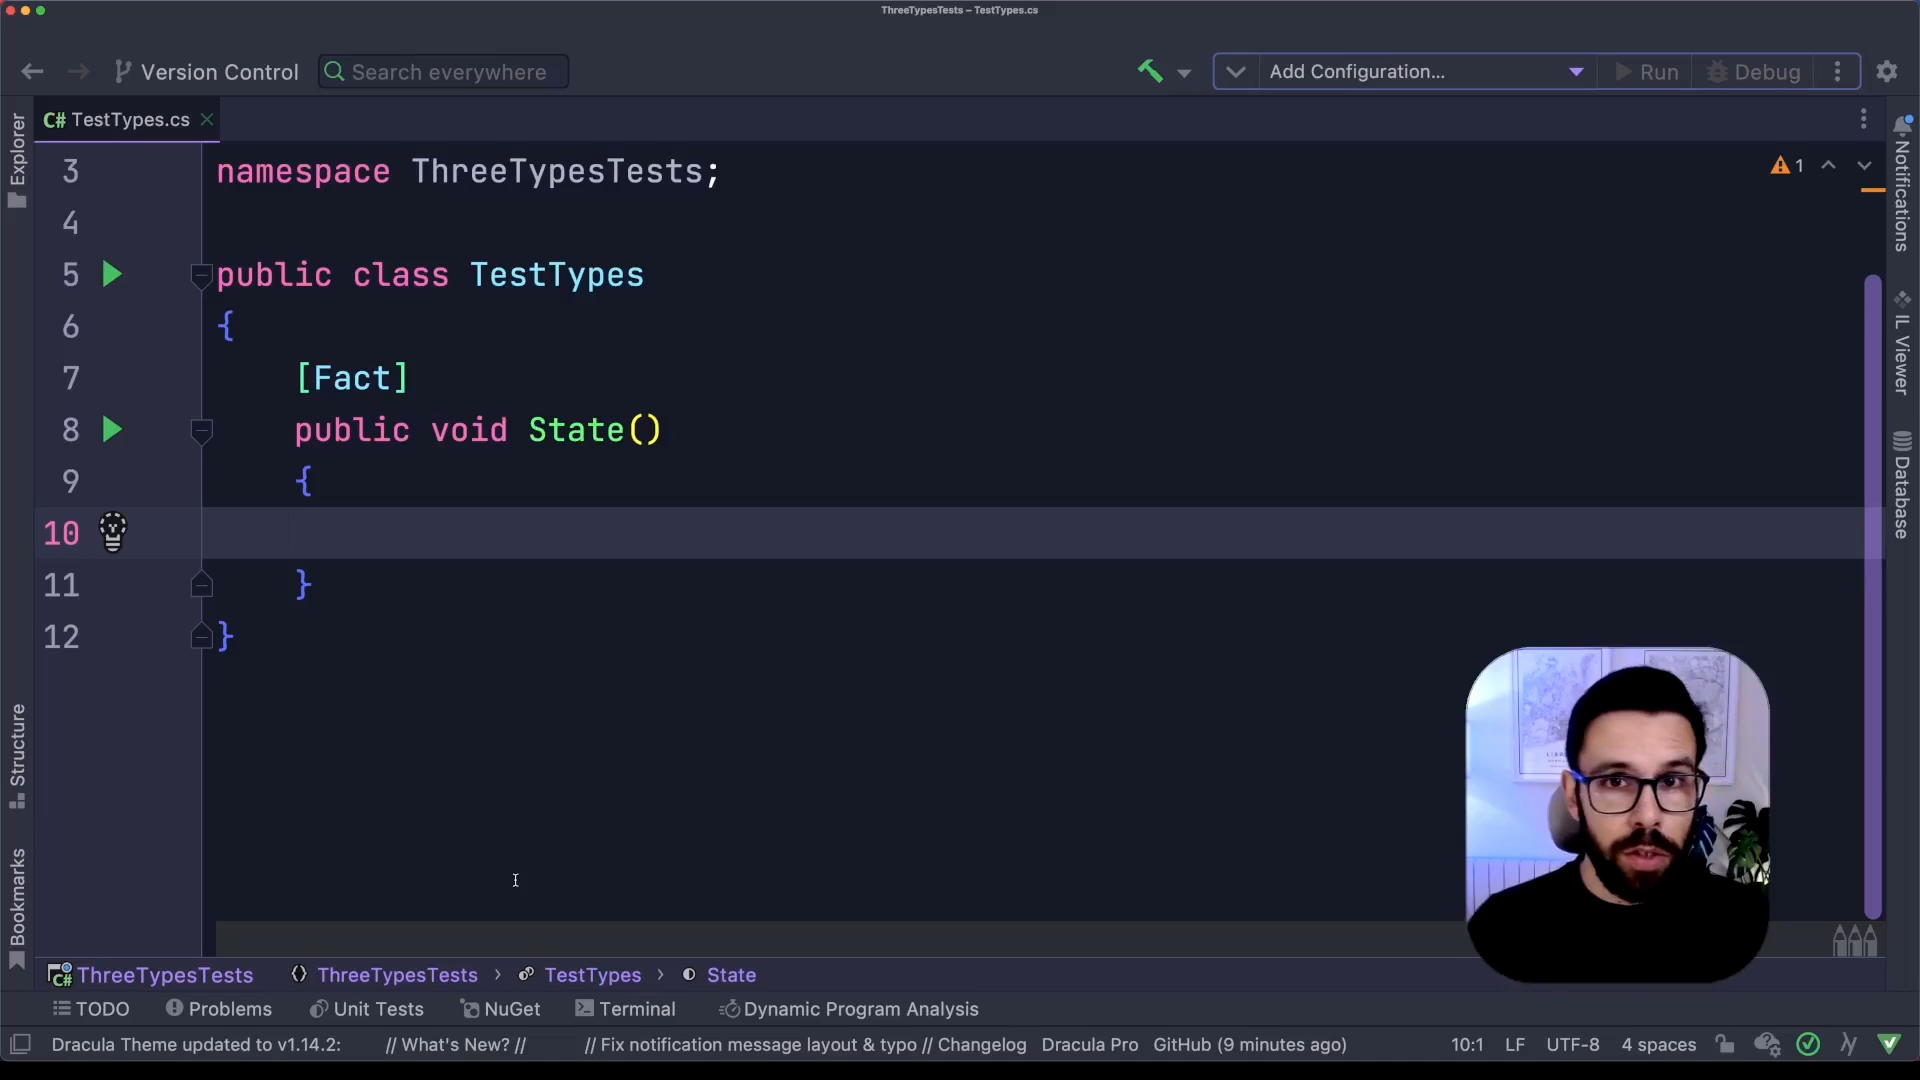 ThreeTypesTests – TestTypes.cs
Version Control
Search everywhere
Add Configuration...
Run
Debug
Explorer
C# TestTypes.cs
3 namespace ThreeTypesTests;
4
5 public class TestTypes
6 {
7 [Fact]
8 public void State()
9 {
10
11 }
12 }
1
Notifications
IL Viewer
Database
Structure
Bookmarks
ThreeTypesTests ThreeTypesTests › TestTypes › State
TODO Problems Unit Tests NuGet Terminal Dynamic Program Analysis
Dracula Theme updated to v1.14.2: // What's New? // // Fix notification message layout & typo // Changelog Dracula Pro GitHub (9 minutes ago) 10:1 LF UTF-8 4 spaces